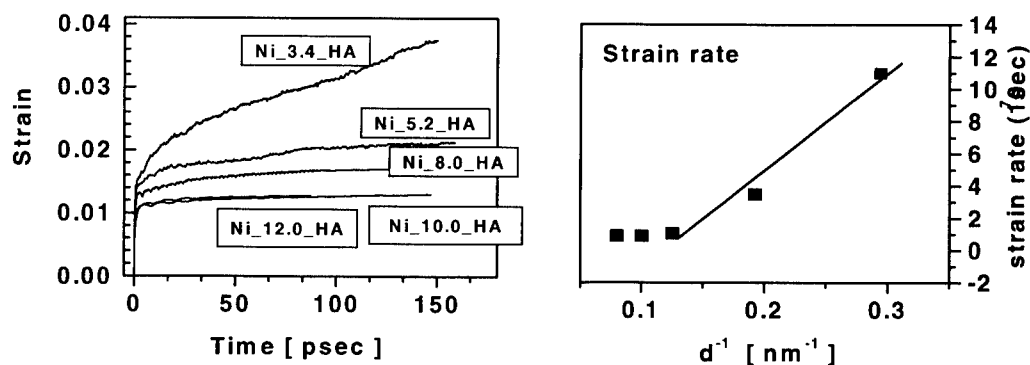 0.04
0.03
0.02
0.01
0.00
Strain
Ni_3.4_HA
Ni_5.2_HA
Ni_8.0_HA
Ni_12.0_HA
Ni_10.0_HA
0
50
100
150
Time [ psec ]
Strain rate
14
12
10
8
6
4
2
0
-2
strain rate
0.1
0.2
0.3
d⁻¹ [ nm⁻¹ ]